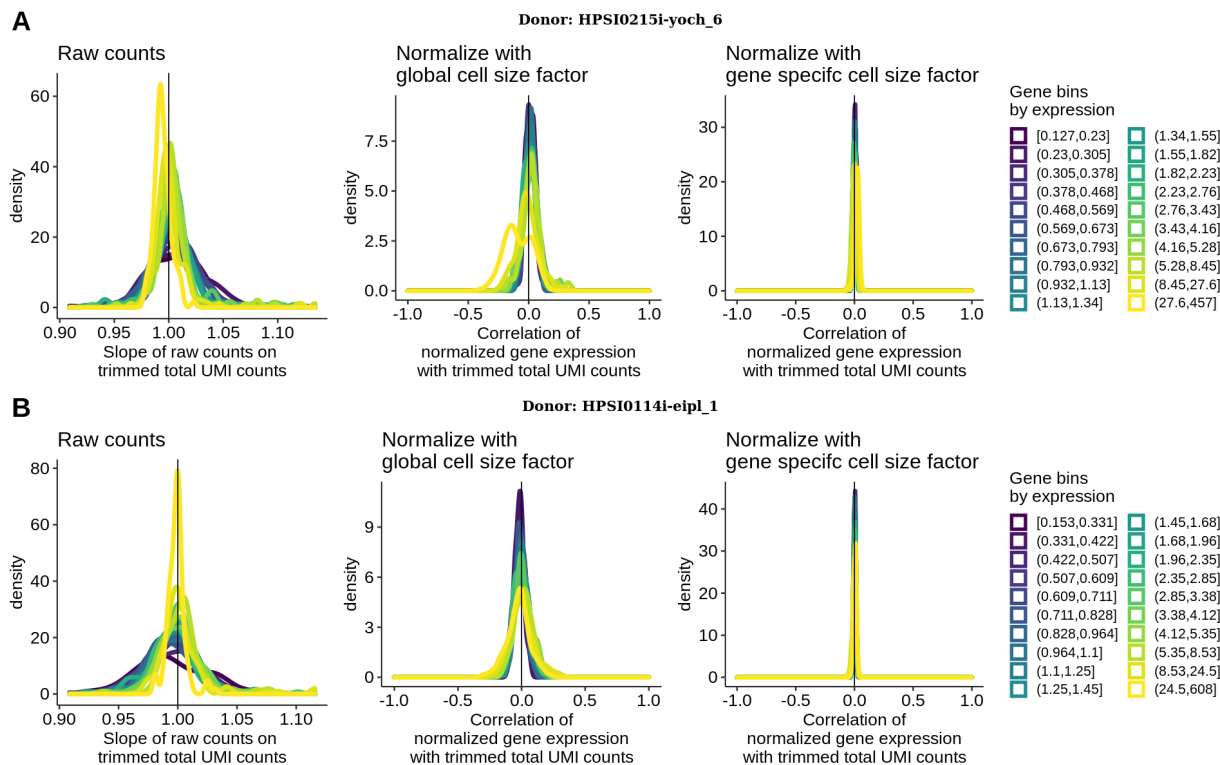 A
Donor: HPSI0215i-yoch_6
Raw counts
60
40
20
0
density
0.90
0.95
1.00
1.05
1.10
Slope of raw counts on
trimmed total UMI counts
Normalize with
global cell size factor
7.5
5.0
2.5
0.0
density
-1.0
-0.5
0.0
0.5
1.0
Correlation of
normalized gene expression
with trimmed total UMI counts
Normalize with
gene specifc cell size factor
30
20
10
0
density
-1.0
-0.5
0.0
0.5
1.0
Correlation of
normalized gene expression
with trimmed total UMI counts
Gene bins
by expression
[0.127,0.23]
(0.23,0.305]
(0.305,0.378]
(0.378,0.468]
(0.468,0.569]
(0.569,0.673]
(0.673,0.793]
(0.793,0.932]
(0.932,1.13]
(1.13,1.34]
(1.34,1.55]
(1.55,1.82]
(1.82,2.23]
(2.23,2.76]
(2.76,3.43]
(3.43,4.16]
(4.16,5.28]
(5.28,8.45]
(8.45,27.6]
(27.6,457]
B
Donor: HPSI0114i-eipl_1
Raw counts
80
60
40
20
0
density
0.90
0.95
1.00
1.05
1.10
Slope of raw counts on
trimmed total UMI counts
Normalize with
global cell size factor
9
6
3
0
density
-1.0
-0.5
0.0
0.5
1.0
Correlation of
normalized gene expression
with trimmed total UMI counts
Normalize with
gene specifc cell size factor
40
30
20
10
0
density
-1.0
-0.5
0.0
0.5
1.0
Correlation of
normalized gene expression
with trimmed total UMI counts
Gene bins
by expression
[0.153,0.331]
(0.331,0.422]
(0.422,0.507]
(0.507,0.609]
(0.609,0.711]
(0.711,0.828]
(0.828,0.964]
(0.964,1.1]
(1.1,1.25]
(1.25,1.45]
(1.45,1.68]
(1.68,1.96]
(1.96,2.35]
(2.35,2.85]
(2.85,3.38]
(3.38,4.12]
(4.12,5.35]
(5.35,8.53]
(8.53,24.5]
(24.5,608]